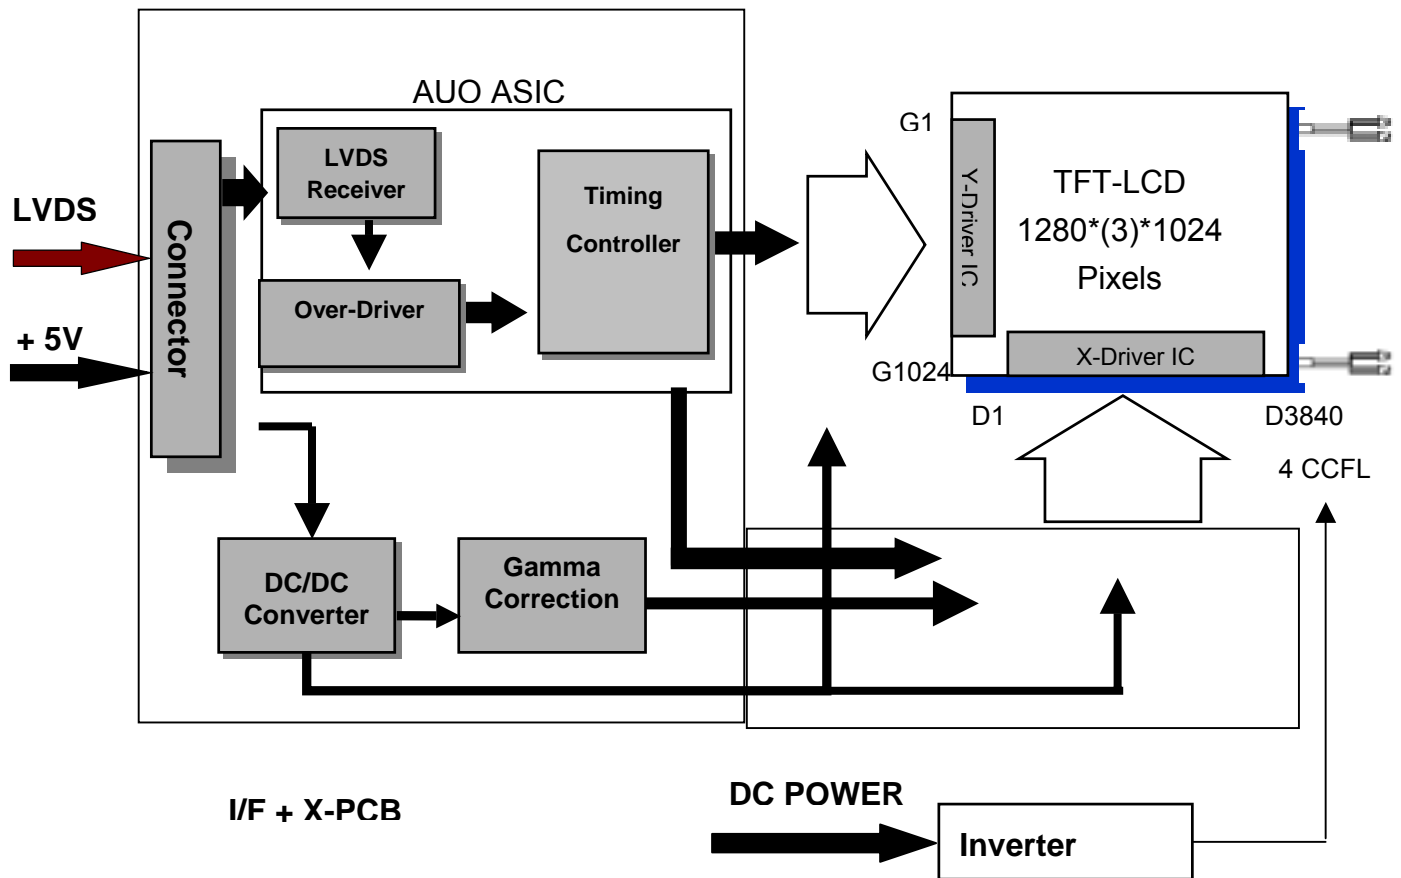 AUO ASIC
G1
LVDS
Receiver
Timing
Controller
Y-Driver IC
TFT-LCD
1280*(3)*1024
Pixels
LVDS
Connector
Over-Driver
+ 5V
X-Driver IC
G1024
D1
D3840
4 CCFL
DC/DC
Converter
Gamma
Correction
I/F + X-PCB
DC POWER
Inverter